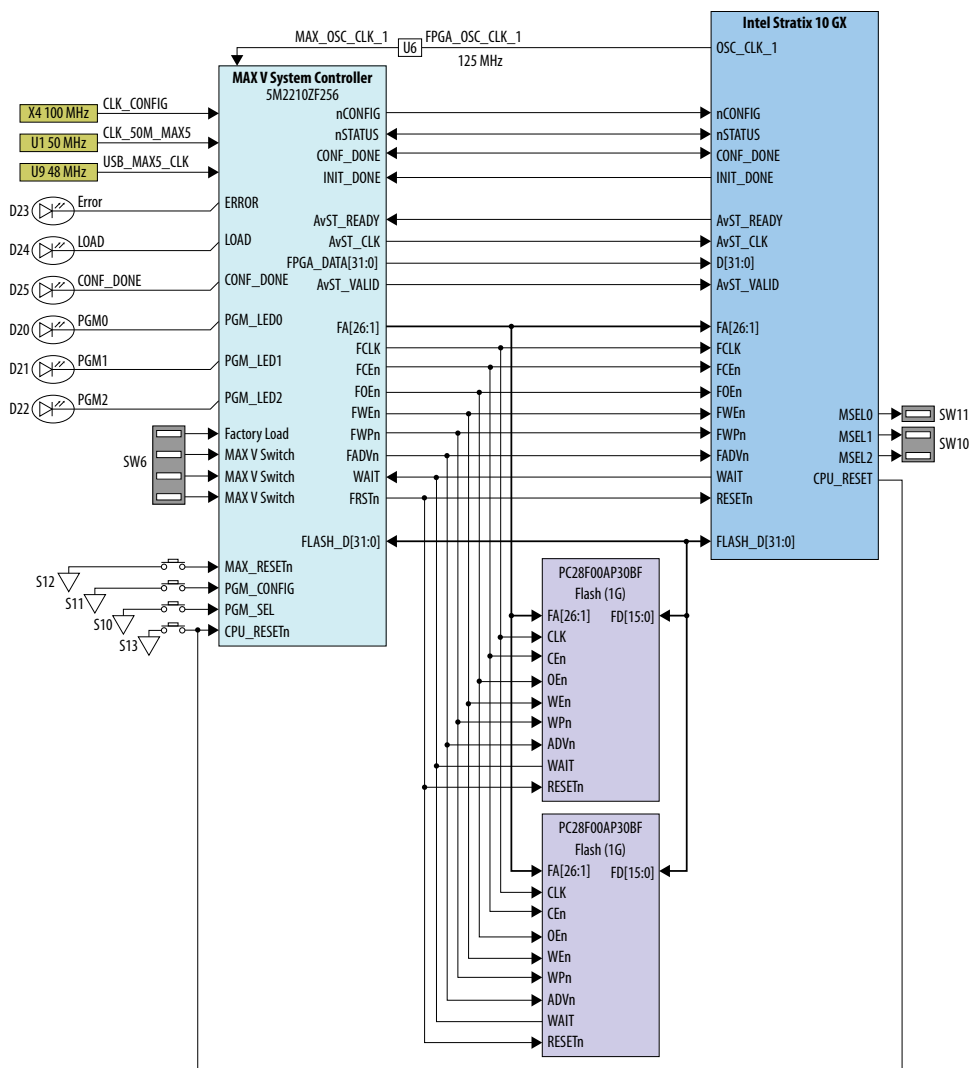 Intel Stratix 10 GX
MAX_OSC_CLK_1
U6
FPGA_OSC_CLK_1
125 MHz
OSC_CLK_1
MAX V System Controller
5M2210ZF256
X4 100 MHz
CLK_CONFIG
U1 50 MHz
CLK_50M_MAX5
U9 48 MHz
USB_MAX5_CLK
D23
Error
ERROR
D24
LOAD
LOAD
D25
CONF_DONE
CONF_DONE
D20
PGM0
PGM_LED0
D21
PGM1
PGM_LED1
D22
PGM2
PGM_LED2
SW6
Factory Load
MAX V Switch
MAX V Switch
MAX V Switch
S12
MAX_RESETn
S11
PGM_CONFIG
S10
PGM_SEL
S13
CPU_RESETn
nCONFIG
nSTATUS
CONF_DONE
INIT_DONE
AvST_READY
AvST_CLK
FPGA_DATA[31:0]
AvST_VALID
FA[26:1]
FCLK
FCEn
FOEn
FWEn
FWPn
FADVn
WAIT
FRSTn
FLASH_D[31:0]
nCONFIG
nSTATUS
CONF_DONE
INIT_DONE
AvST_READY
AvST_CLK
D[31:0]
AvST_VALID
FA[26:1]
FCLK
FCEn
FOEn
FWEn
FWPn
FADVn
WAIT
RESETn
FLASH_D[31:0]
MSEL0
MSEL1
MSEL2
CPU_RESET
SW11
SW10
PC28F00AP30BF
Flash (1G)
FA[26:1]
FD[15:0]
CLK
CEn
OEn
WEn
WPn
ADVn
WAIT
RESETn
PC28F00AP30BF
Flash (1G)
FA[26:1]
FD[15:0]
CLK
CEn
OEn
WEn
WPn
ADVn
WAIT
RESETn